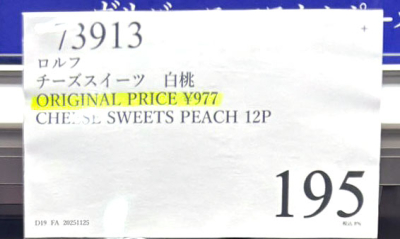 73913
ロルフ
チーズスイーツ 白桃
ORIGINAL PRICE ¥977
CHEESE SWEETS PEACH 12P
195
D19 FA 20251125